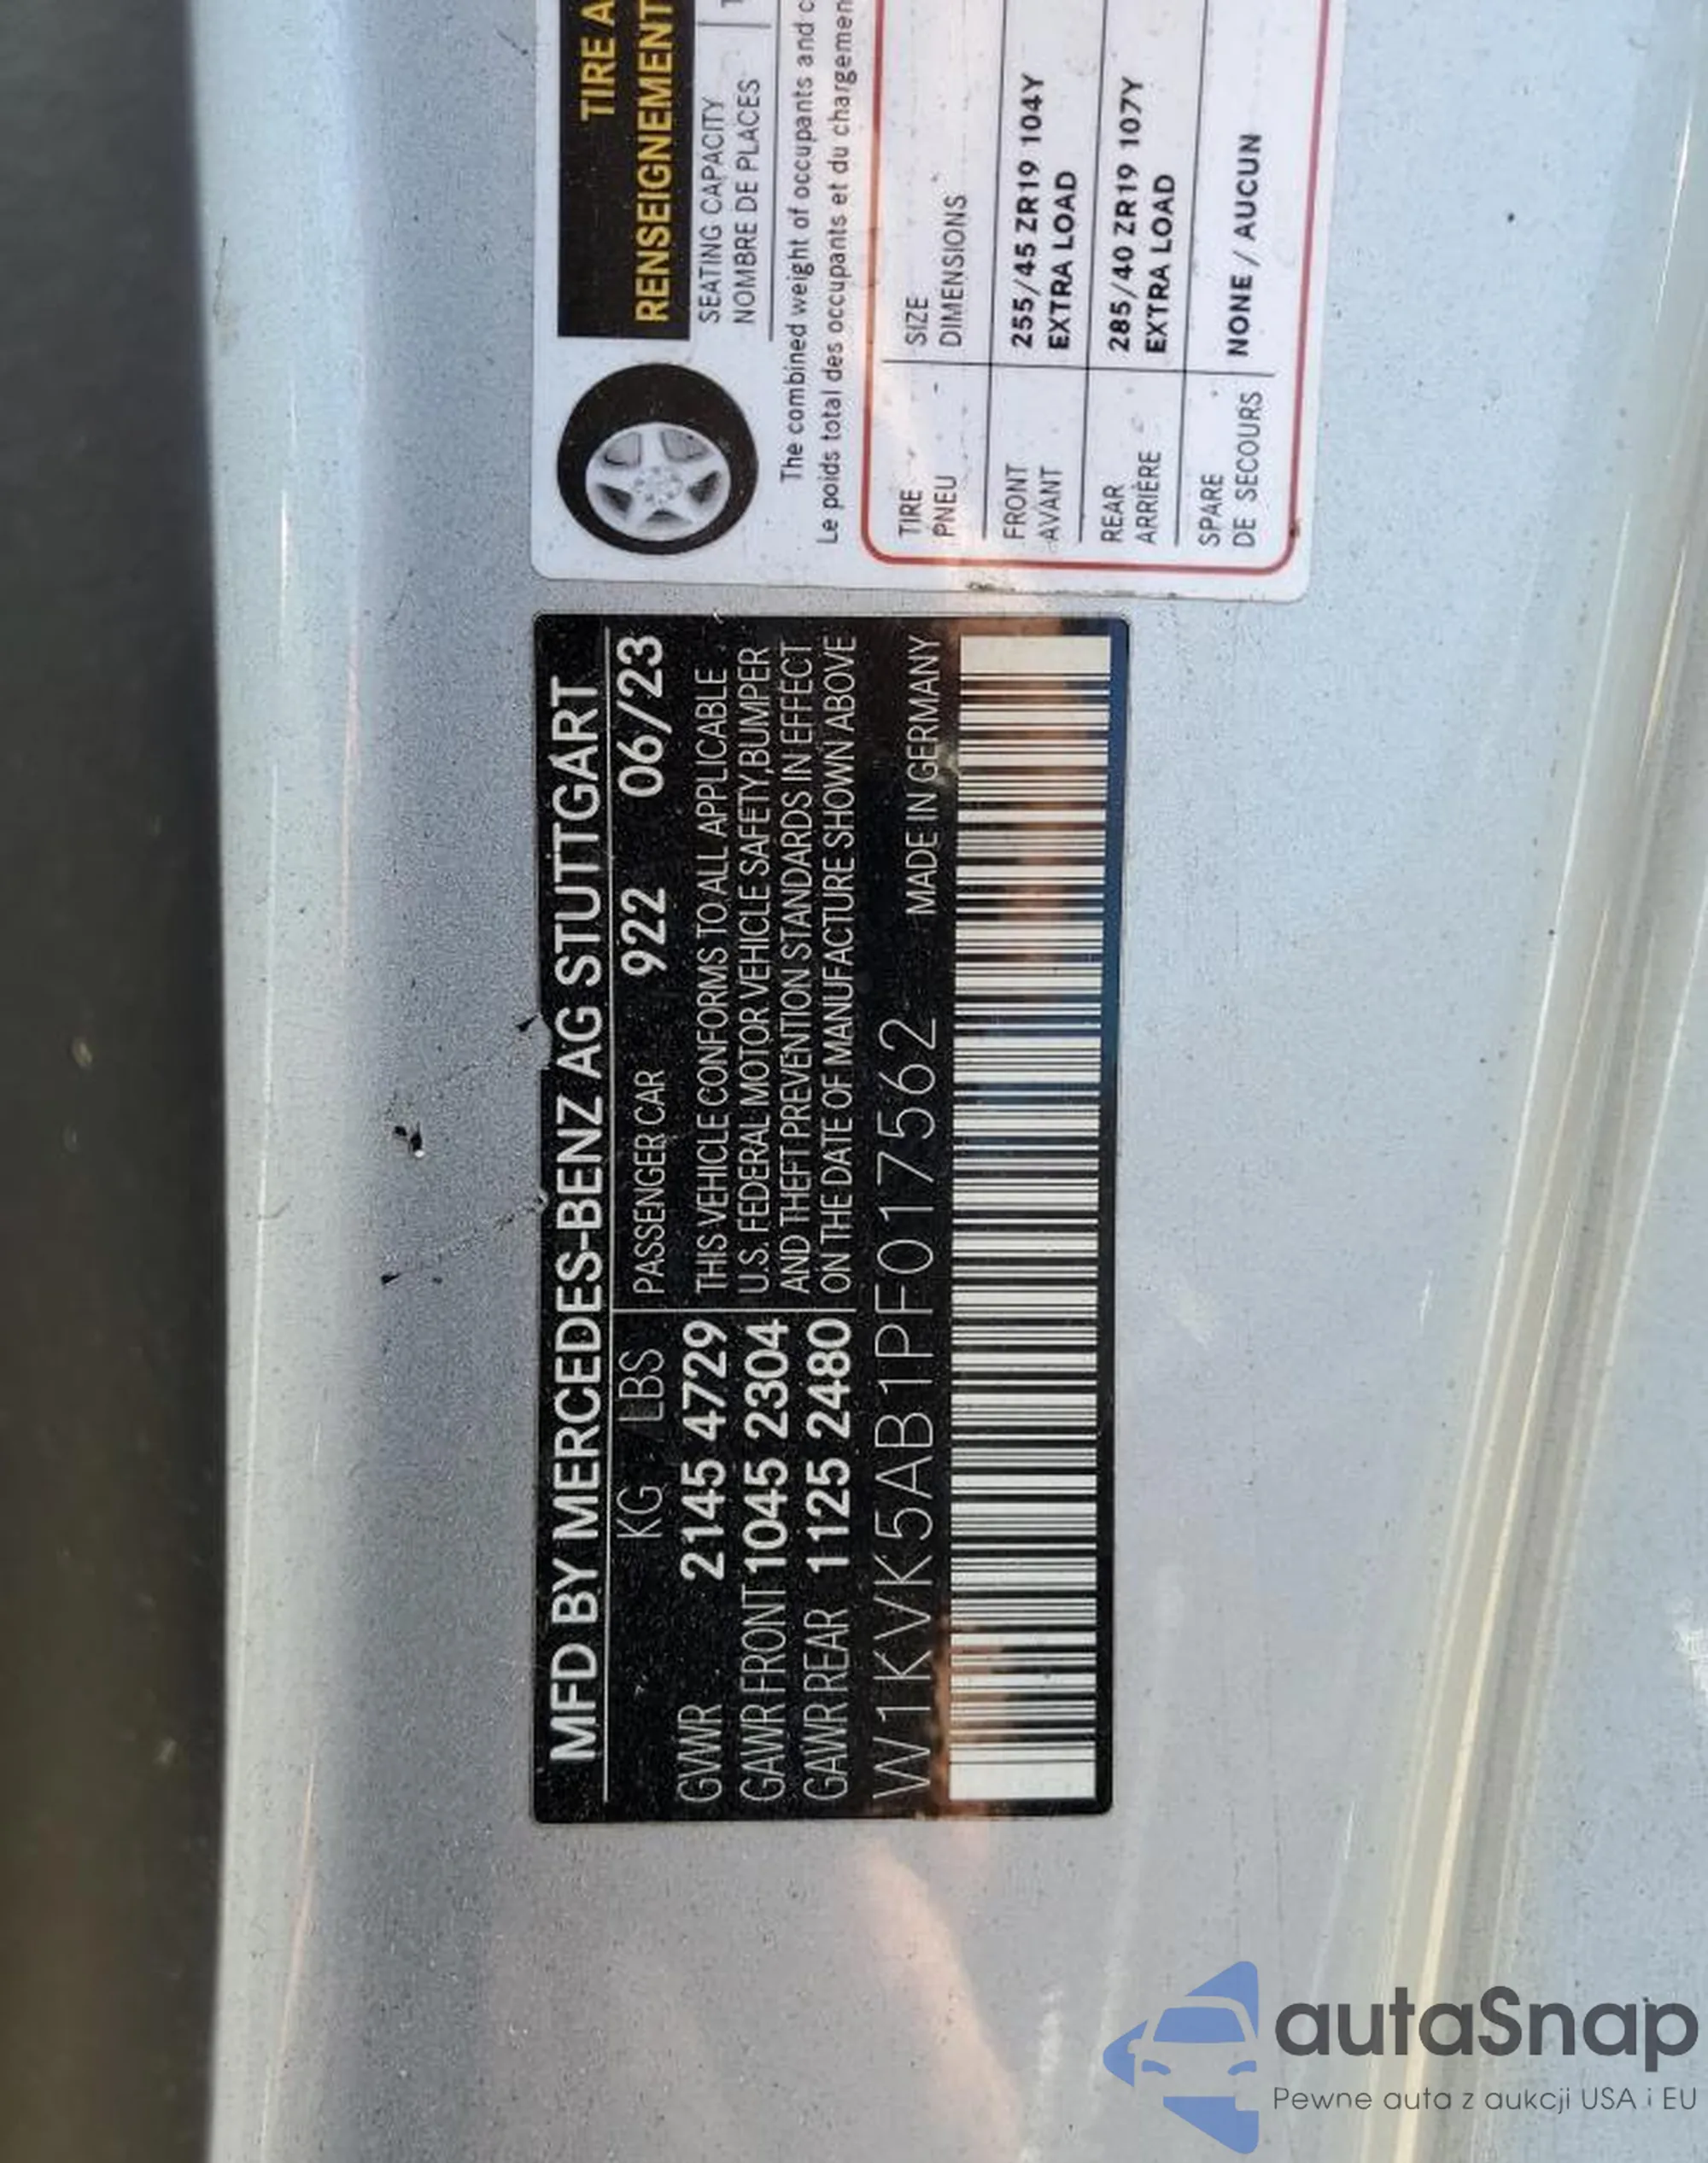 MFD BY MERCEDES-BENZ AG STUTTGART
KG LBS PASSENGER CAR 922 06/23
GVWR 2145 4729 THIS VEHICLE CONFORMS TO ALL APPLICABLE
GAWR FRONT 1045 2304 U.S. FEDERAL MOTOR VEHICLE SAFETY,BUMPER
GAWR REAR 1125 2480 AND THEFT PREVENTION STANDARDS IN EFFECT
ON THE DATE OF MANUFACTURE SHOWN ABOVE
W1KVK5AB1PF017562 MADE IN GERMANY
TIRE A
RENSEIGNEMENT
SEATING CAPACITY
NOMBRE DE PLACES
The combined weight of occupants and
Le poids total des occupants et du chargemen
TIRE SIZE
PNEU DIMENSIONS
FRONT 255/45 ZR19 104Y
AVANT EXTRA LOAD
REAR 285/40 ZR19 107Y
ARRIÈRE EXTRA LOAD
SPARE NONE / AUCUN
DE SECOURS
autaSnap
Pewne auta z aukcji USA i EU